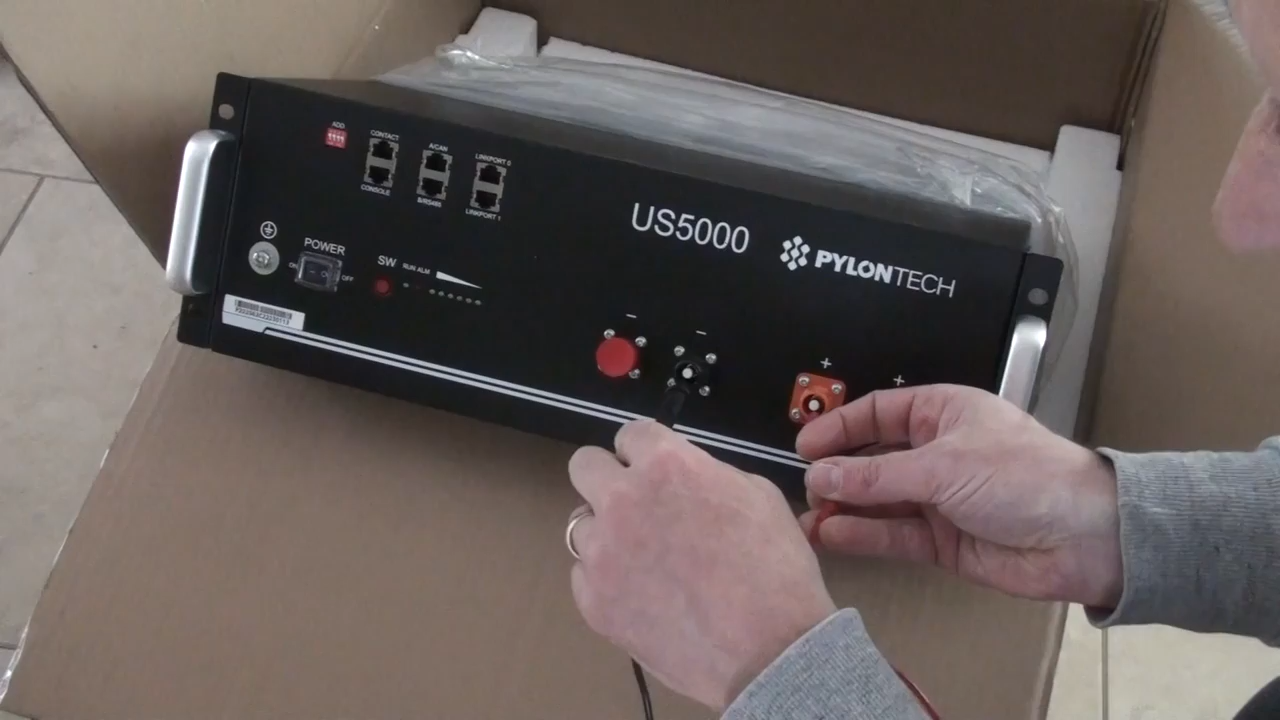 ADD
CONTACT
CONSOLE
A/CAN
B/RS485
LINKPORT 0
LINKPORT 1
US5000
PYLONTECH
POWER
ON
OFF
SW
RUN ALM
−
−
+
+